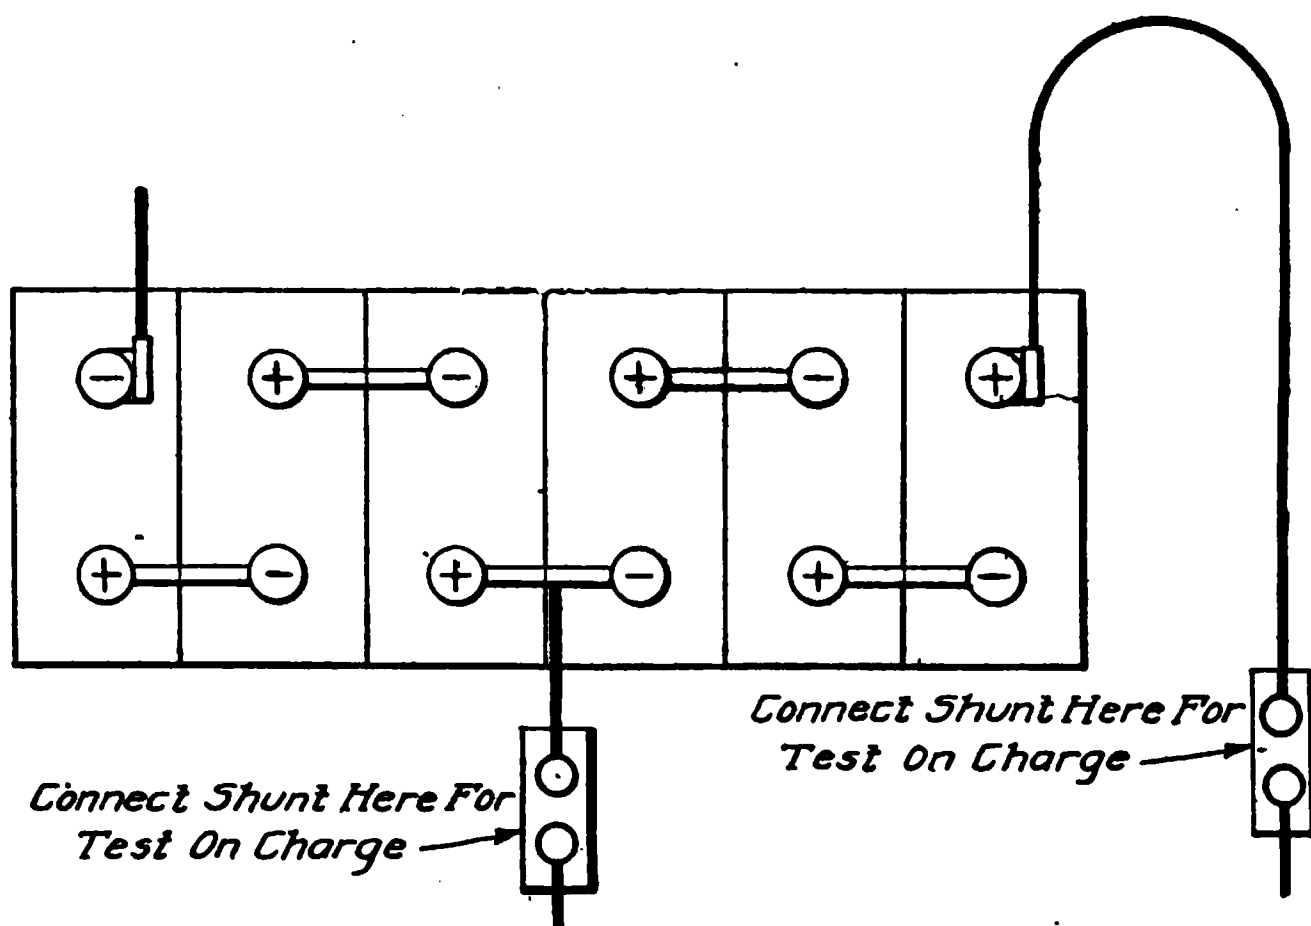 − + − + − +
+ − + − + −
Connect Shunt Here For
Test On Charge
Connect Shunt Here For
Test On Charge